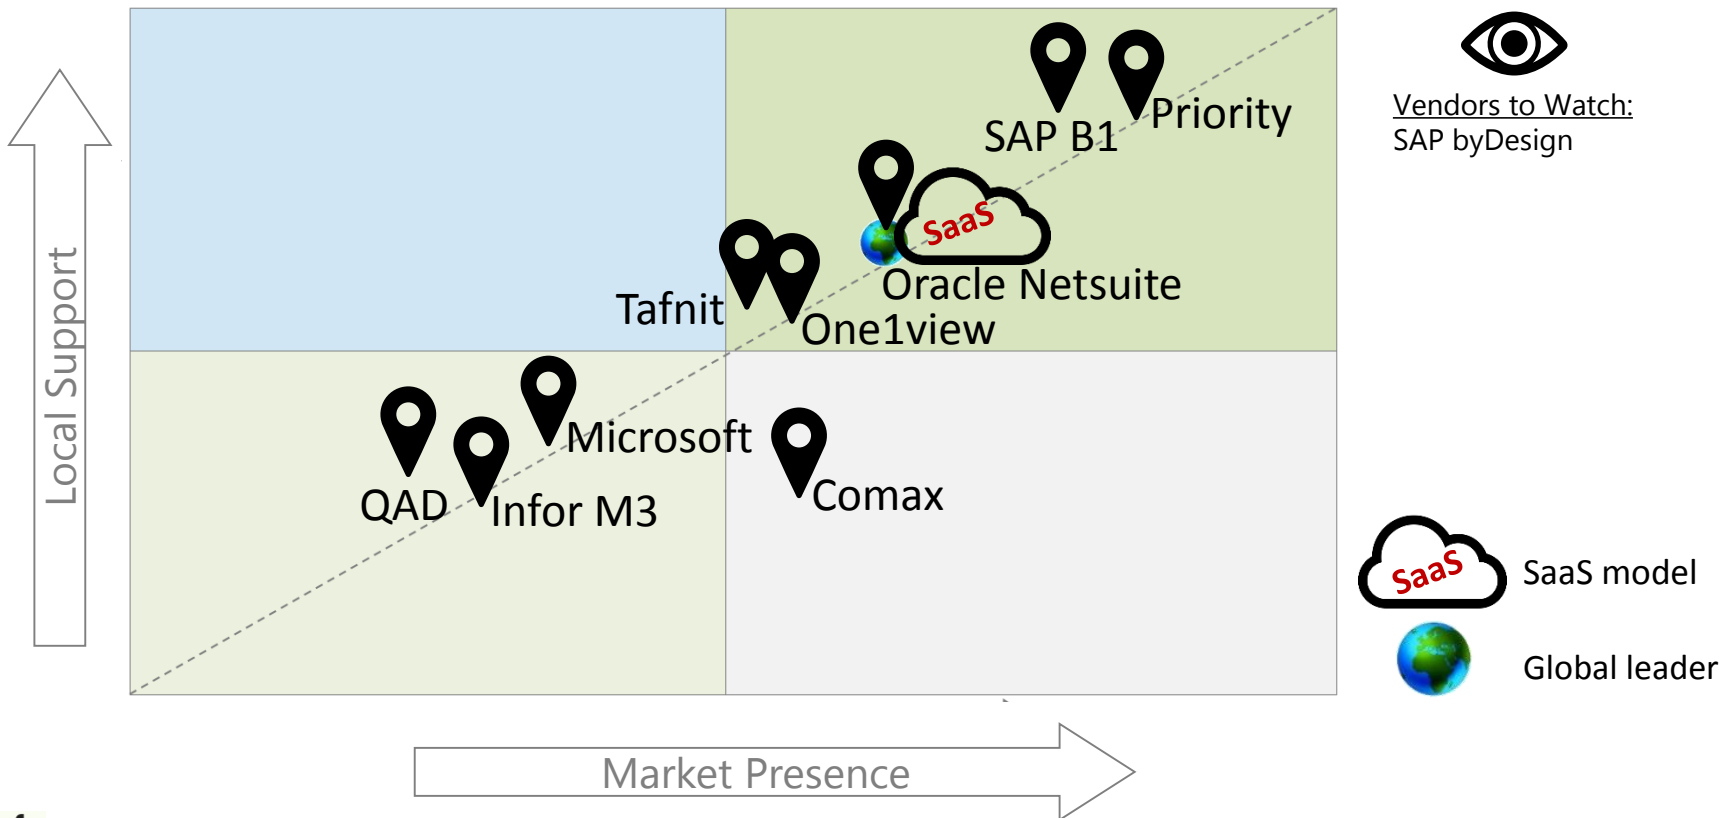 Vendors to Watch:
SAP byDesign
Priority
SAP B1
SaaS
Oracle Netsuite
Tafnit
One1view
Local Support
Microsoft
QAD
Infor M3
Comax
SaaS
SaaS model
Global leader
Market Presence